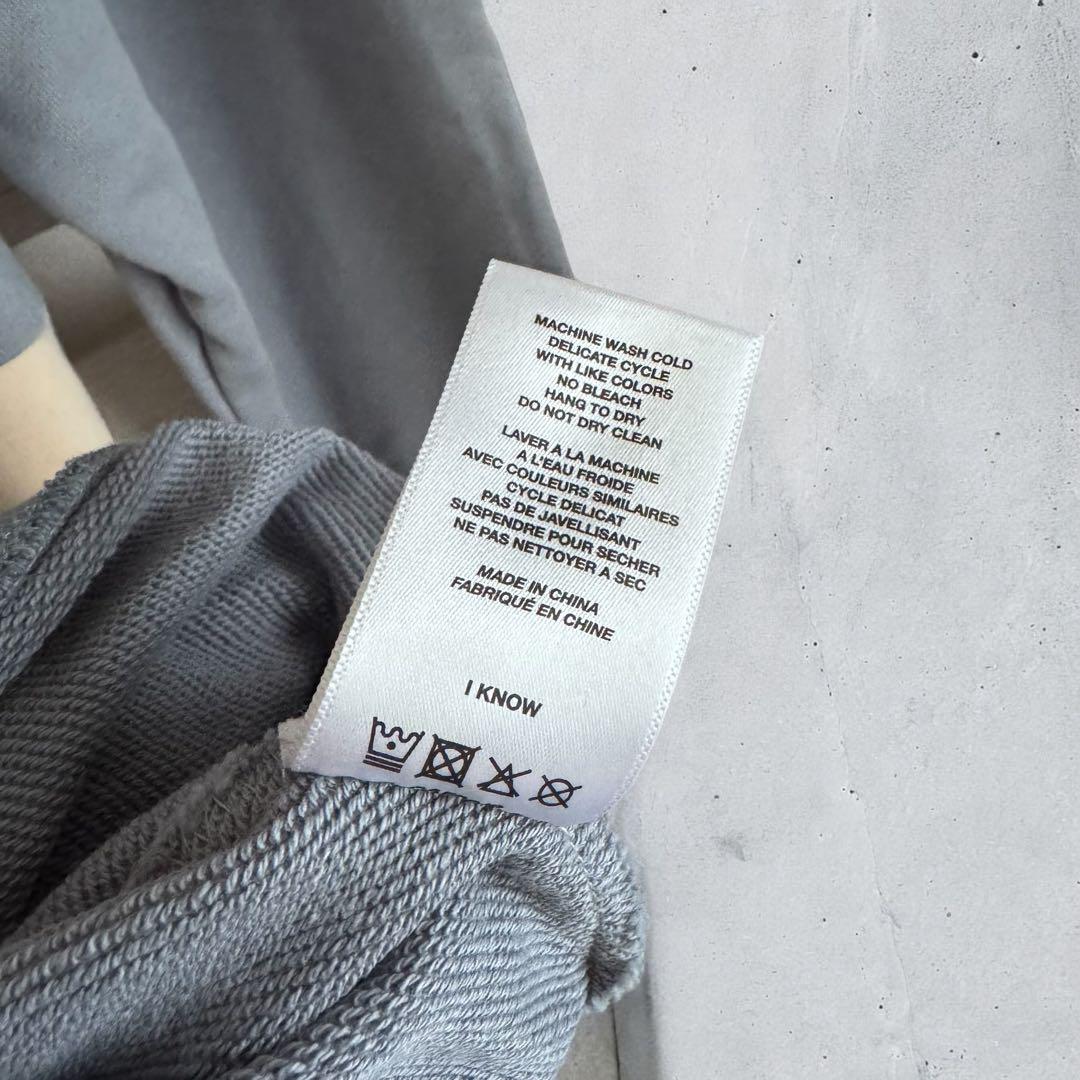 MACHINE WASH COLD
DELICATE CYCLE
WITH LIKE COLORS
NO BLEACH
HANG TO DRY
DO NOT DRY CLEAN
LAVER A LA MACHINE
A L'EAU FROIDE
AVEC COULEURS SIMILAIRES
CYCLE DELICAT
PAS DE JAVELLISANT
SUSPENDRE POUR SECHER
NE PAS NETTOYER A SEC
MADE IN CHINA
FABRIQUÉ EN CHINE
I KNOW